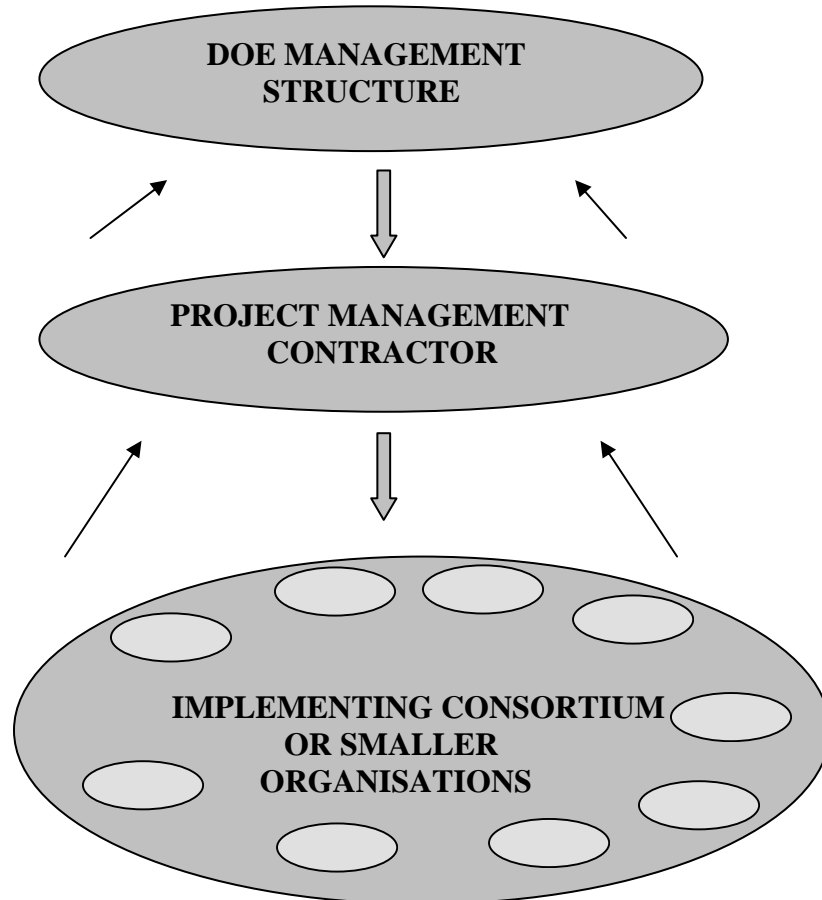 DOE MANAGEMENT
STRUCTURE
PROJECT MANAGEMENT
CONTRACTOR
IMPLEMENTING CONSORTIUM
OR SMALLER
ORGANISATIONS